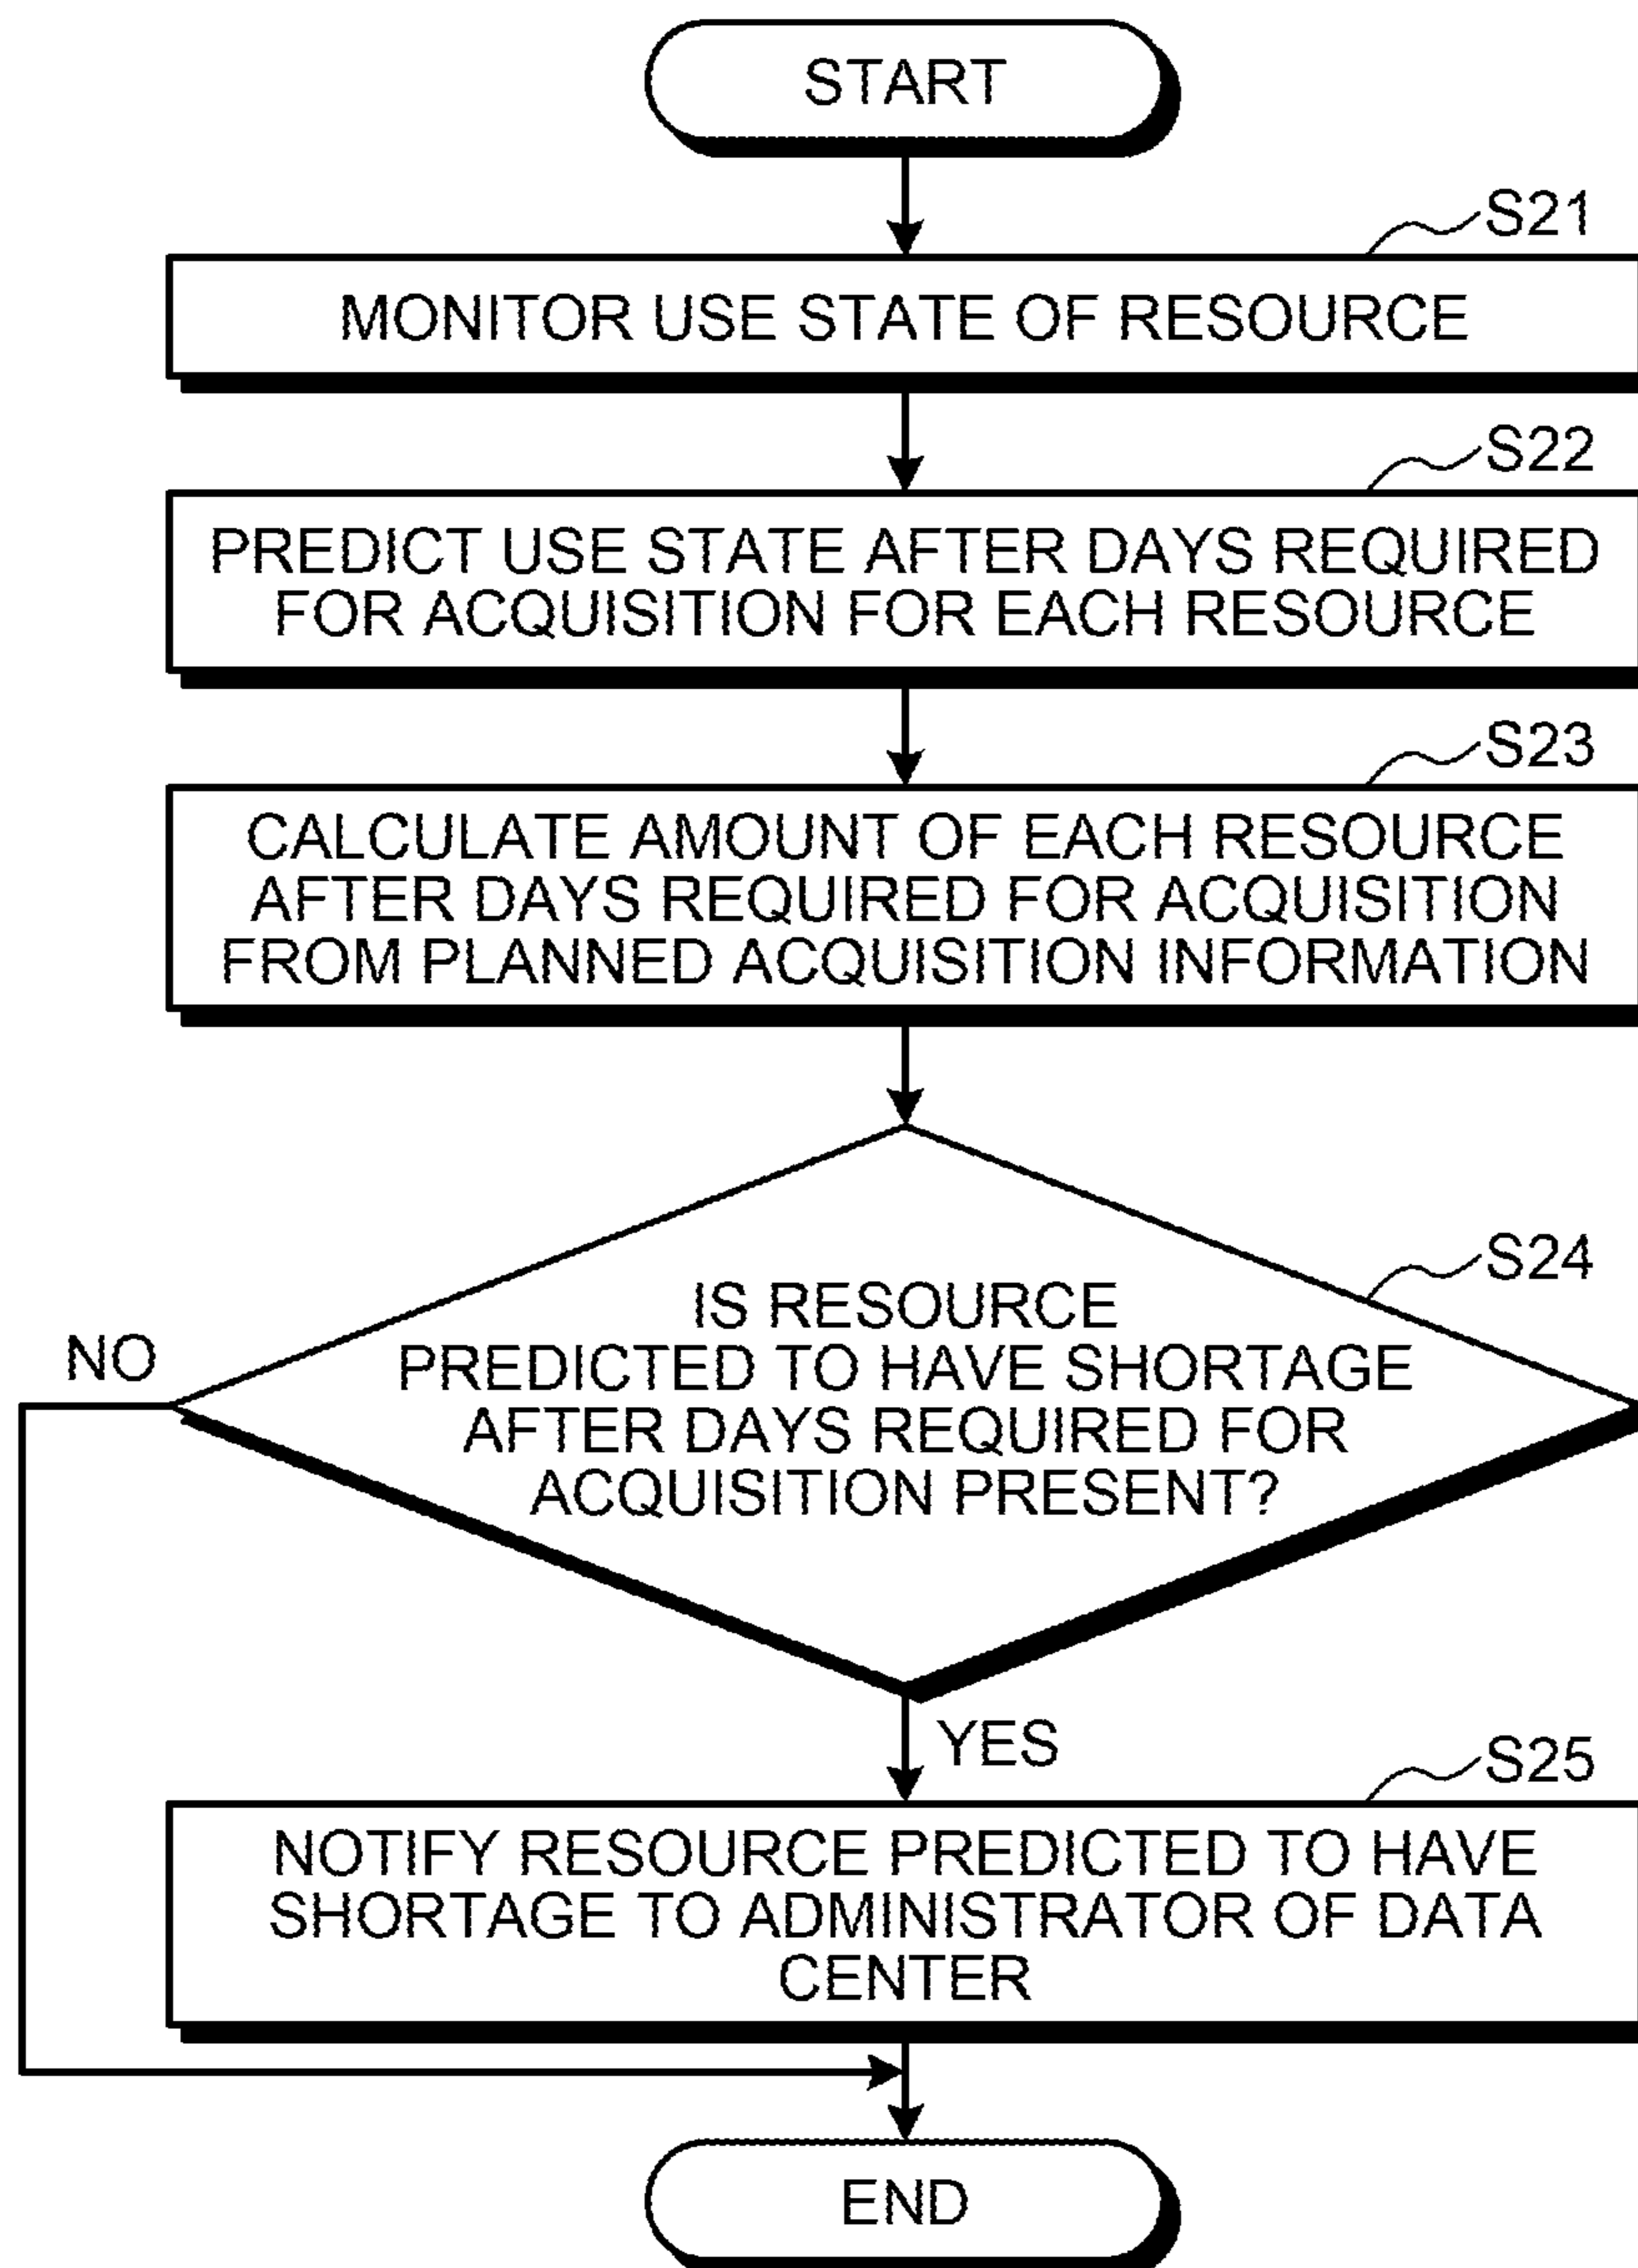 START
S21
MONITOR USE STATE OF RESOURCE
S22
PREDICT USE STATE AFTER DAYS REQUIRED
FOR ACQUISITION FOR EACH RESOURCE
S23
CALCULATE AMOUNT OF EACH RESOURCE
AFTER DAYS REQUIRED FOR ACQUISITION
FROM PLANNED ACQUISITION INFORMATION
S24
IS RESOURCE
PREDICTED TO HAVE SHORTAGE
AFTER DAYS REQUIRED FOR
ACQUISITION PRESENT?
NO
YES
S25
NOTIFY RESOURCE PREDICTED TO HAVE
SHORTAGE TO ADMINISTRATOR OF DATA
CENTER
END